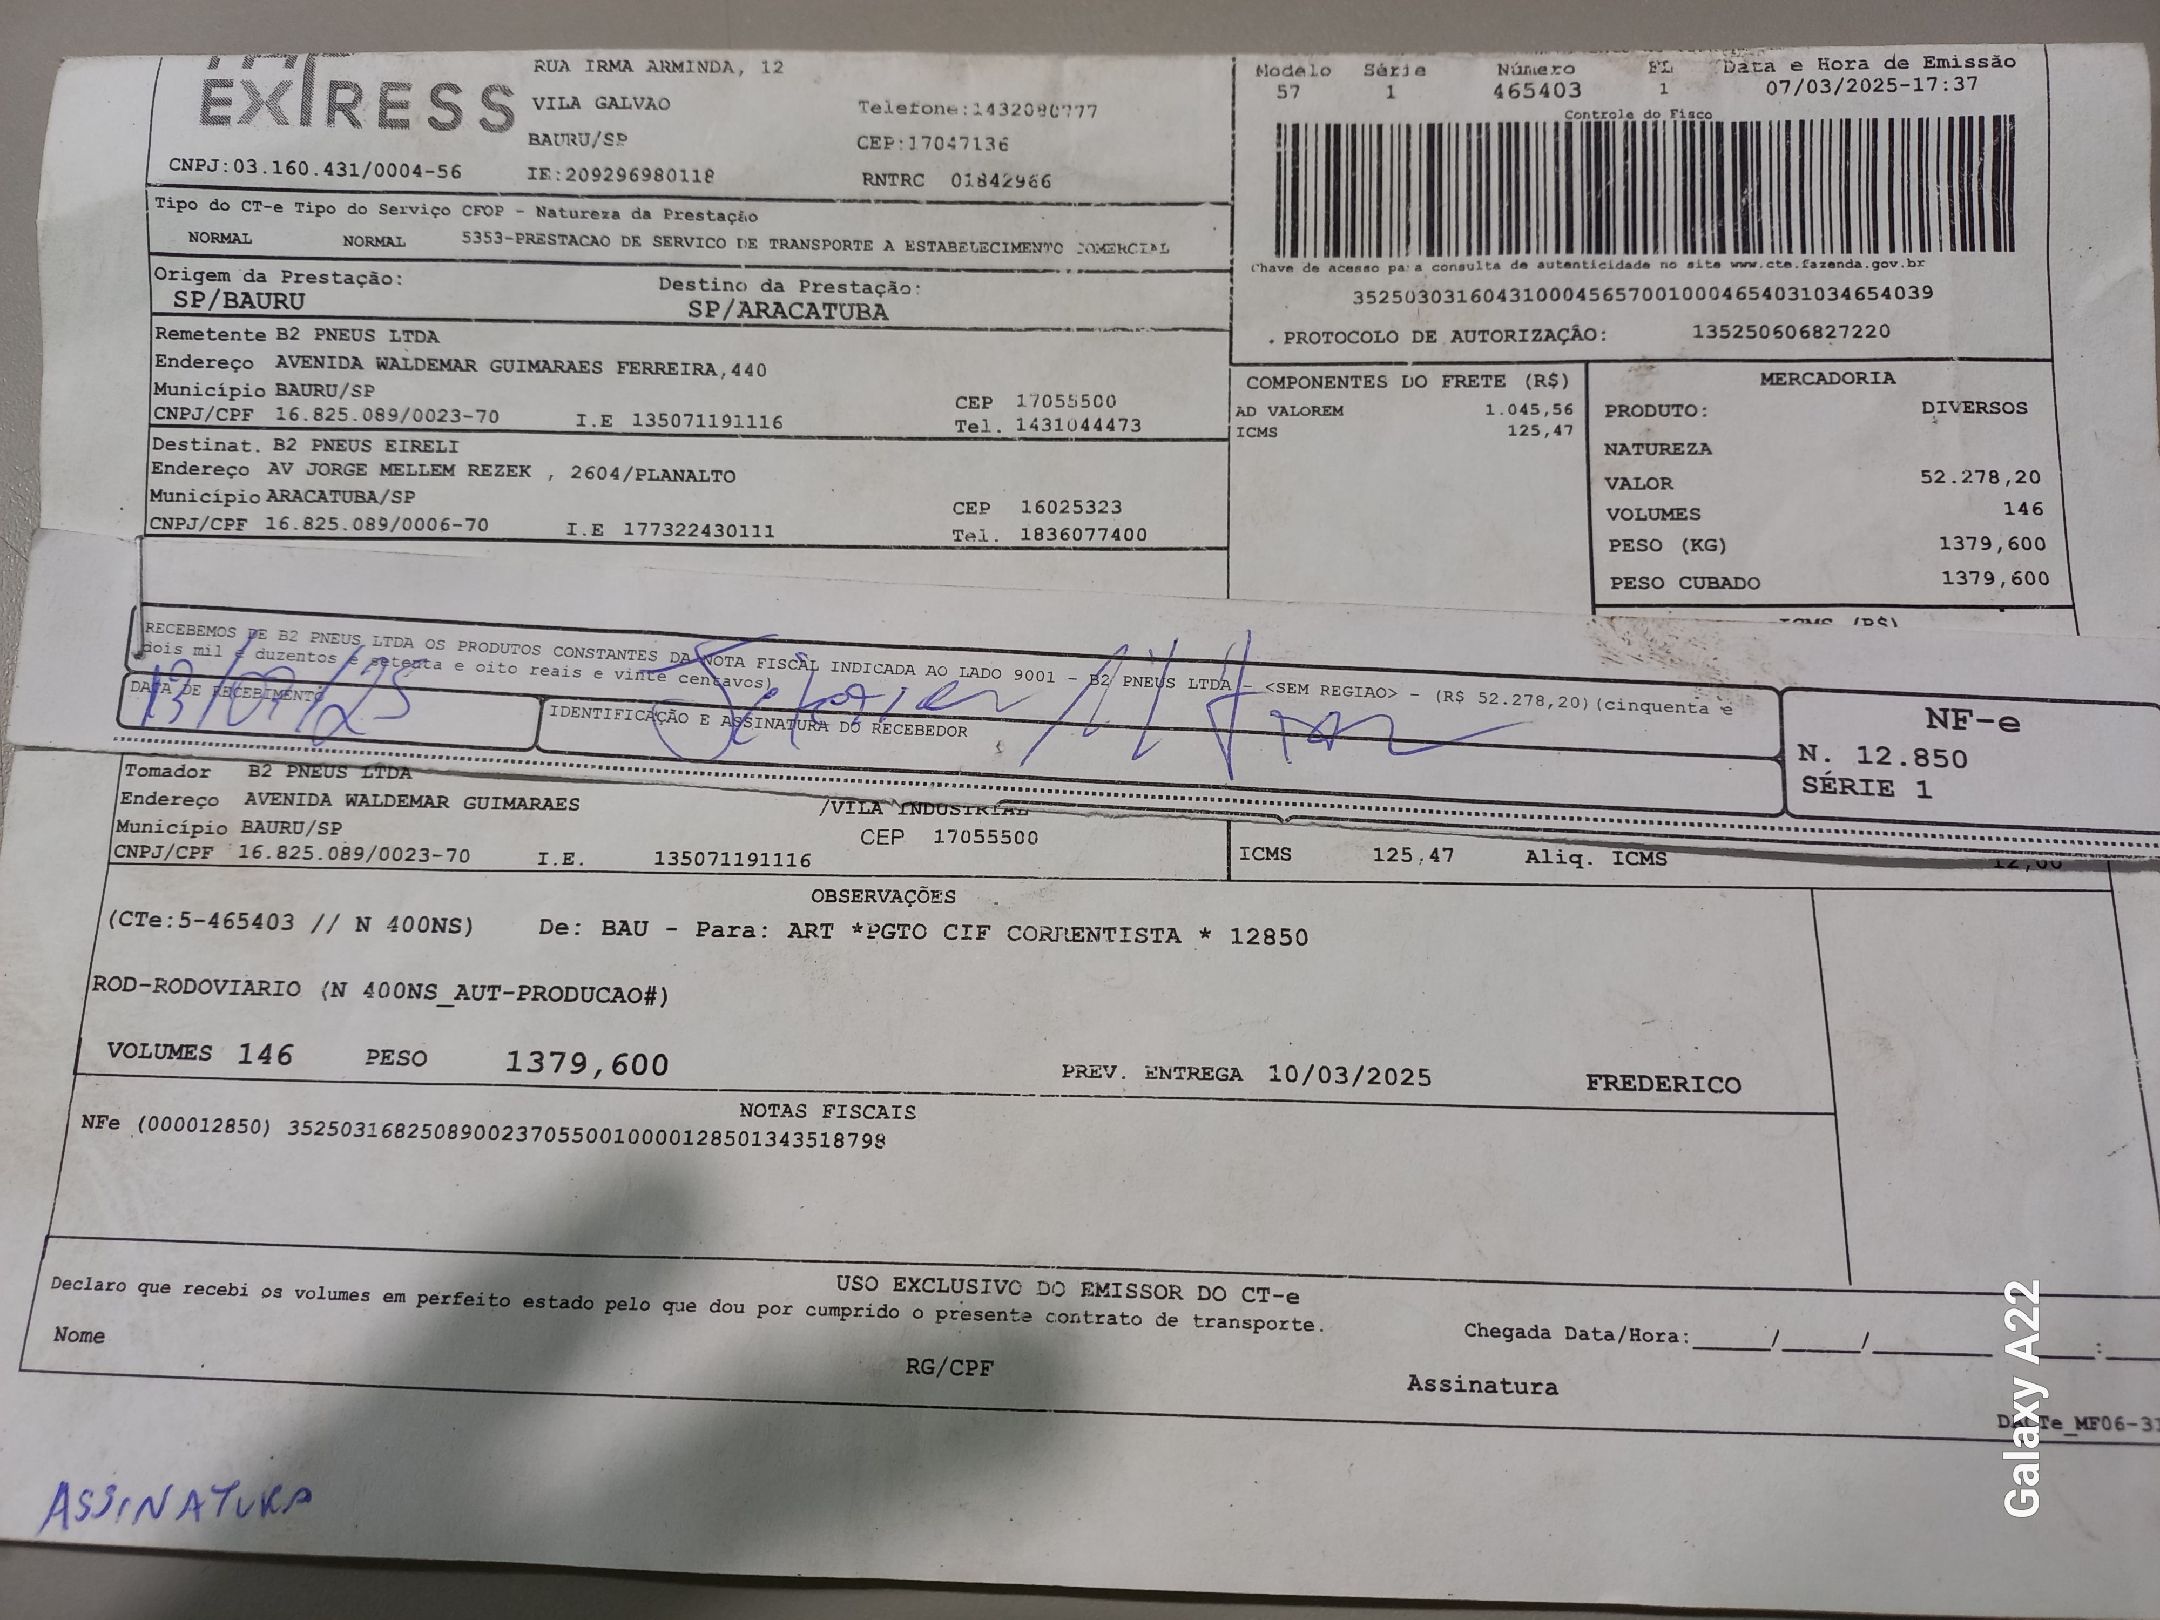 EXPRESS
RUA IRMA ARMINDA, 12
VILA GALVAO
BAURU/SP
Telefone:1432080777
CEP:17047136
CNPJ:03.160.431/0004-56 IE:209296980118 RNTRC 01842966
Modelo Série Número FL Data e Hora de Emissão
57 1 465403 1 07/03/2025-17:37
Controle do Fisco
Chave de acesso para consulta de autenticidade no site www.cte.fazenda.gov.br
35250303160431000456570010004654031034654039
PROTOCOLO DE AUTORIZAÇÃO: 135250606827220
Tipo do CT-e Tipo do Serviço CFOP - Natureza da Prestação
NORMAL NORMAL 5353-PRESTACAO DE SERVICO DE TRANSPORTE A ESTABELECIMENTO COMERCIAL
Origem da Prestação: Destino da Prestação:
SP/BAURU SP/ARACATUBA
Remetente B2 PNEUS LTDA
Endereço AVENIDA WALDEMAR GUIMARAES FERREIRA,440
Município BAURU/SP CEP 17055500
CNPJ/CPF 16.825.089/0023-70 I.E 135071191116 Tel. 1431044473
Destinat. B2 PNEUS EIRELI
Endereço AV JORGE MELLEM REZEK , 2604/PLANALTO
Município ARACATUBA/SP CEP 16025323
CNPJ/CPF 16.825.089/0006-70 I.E 177322430111 Tel. 1836077400
COMPONENTES DO FRETE (R$)
AD VALOREM 1.045,56
ICMS 125,47
MERCADORIA
PRODUTO: DIVERSOS
NATUREZA
VALOR 52.278,20
VOLUMES 146
PESO (KG) 1379,600
PESO CUBADO 1379,600
ICMS (R$)
RECEBEMOS DE B2 PNEUS LTDA OS PRODUTOS CONSTANTES DA NOTA FISCAL INDICADA AO LADO 9001 - B2 PNEUS LTDA - <SEM REGIAO> - (R$ 52.278,20)(cinquenta e
dois mil e duzentos e setenta e oito reais e vinte centavos)
DATA DE RECEBIMENTO
IDENTIFICAÇÃO E ASSINATURA DO RECEBEDOR
NF-e
N. 12.850
SÉRIE 1
Tomador B2 PNEUS LTDA
Endereço AVENIDA WALDEMAR GUIMARAES /VILA INDUSTRIAL
Município BAURU/SP CEP 17055500
CNPJ/CPF 16.825.089/0023-70 I.E. 135071191116
ICMS 125,47 Aliq. ICMS 12,00
OBSERVAÇÕES
(CTe:5-465403 // N 400NS) De: BAU - Para: ART *PGTO CIF CORRENTISTA * 12850
ROD-RODOVIARIO (N 400NS_AUT-PRODUCAO#)
VOLUMES 146 PESO 1379,600 PREV. ENTREGA 10/03/2025 FREDERICO
NOTAS FISCAIS
NFe (000012850) 35250316825089002370550010000128501343518798
USO EXCLUSIVO DO EMISSOR DO CT-e
Declaro que recebi os volumes em perfeito estado pelo que dou por cumprido o presente contrato de transporte.
Nome RG/CPF Assinatura
Chegada Data/Hora:_____/_____/________ ____:___
DACTe_MF06-31
ASSINATURA
Galaxy A22